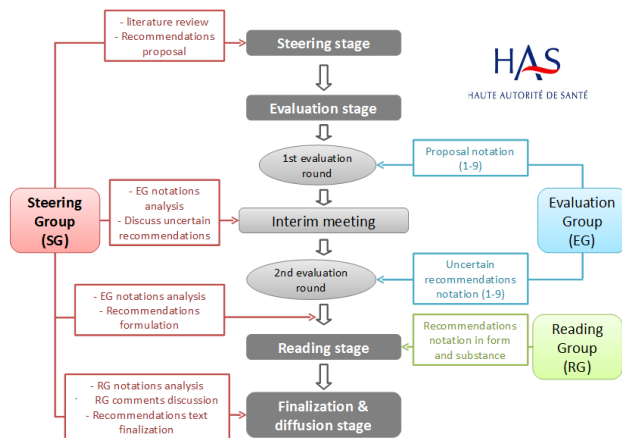 - literature review
- Recommendations
proposal
Steering stage
HAS
HAUTE AUTORITÉ DE SANTÉ
Evaluation stage
1st evaluation
round
Proposal notation
(1-9)
Steering
Group
(SG)
- EG notations
analysis
- Discuss uncertain
recommendations
Interim meeting
Evaluation
Group
(EG)
2nd evaluation
round
Uncertain
recommendations
notation (1-9)
- EG notations analysis
- Recommendations
formulation
Reading stage
Recommendations
notation in form
and substance
Reading
Group
(RG)
- RG notations analysis
- RG comments discussion
- Recommendations text
finalization
Finalization &
diffusion stage